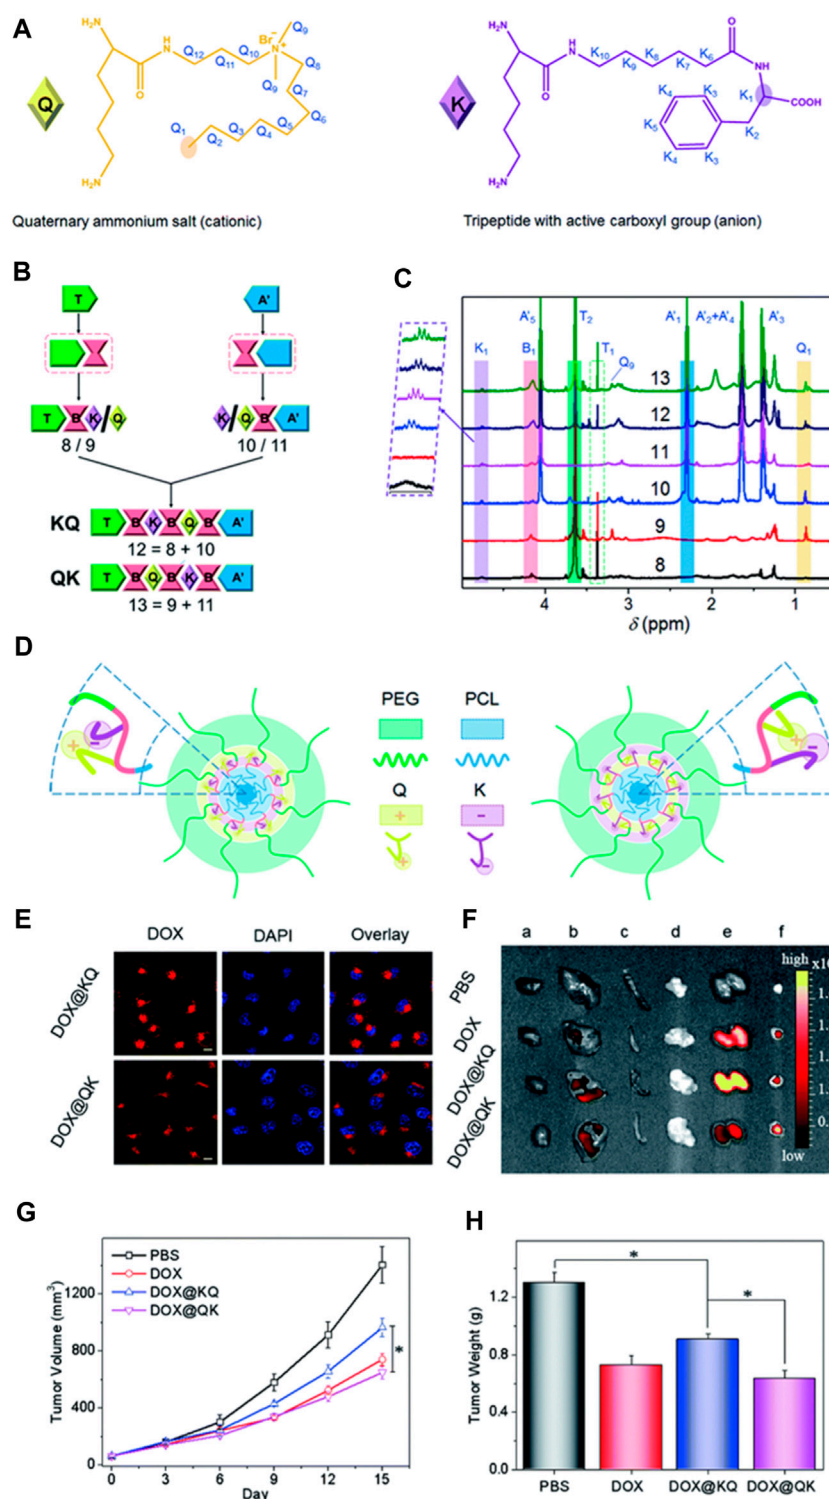 A
H₂N
O
H
N
Q₁₂
Q₁₁
Q₁₀
Br⁻
N⁺
Q₉
Q₈
Q₉
Q₇
Q₆
Q₅
Q₄
Q₃
Q₂
Q₁
H₂N
Q
Quaternary ammonium salt (cationic)
H₂N
O
H
N
K₁₀
K₉
K₈
K₇
K₆
O
NH
K₁
COOH
K₂
K₃
K₄
K₅
K₄
K₃
H₂N
K
Tripeptide with active carboxyl group (anion)
B
T
A'
T B K / Q
K / Q B A'
8 / 9
10 / 11
KQ
T B K B Q B A'
12 = 8 + 10
QK
T B Q B K B A'
13 = 9 + 11
C
K₁
B₁
A'₅
T₂
T₁
Q₉
A'₁
A'₂+A'₄
A'₃
Q₁
13
12
11
10
9
8
4 3 2 1
δ (ppm)
D
PEG PCL
Q K
+ −
E
DOX DAPI Overlay
DOX@KQ
DOX@QK
F
a b c d e f
PBS
DOX
DOX@KQ
DOX@QK
high
low
G
PBS
DOX
DOX@KQ
DOX@QK
*
Tumor Volume (mm³)
1200
800
400
0
0 3 6 9 12 15
Day
H
* *
Tumor Weight (g)
1.2
0.8
0.4
0.0
PBS DOX DOX@KQ DOX@QK